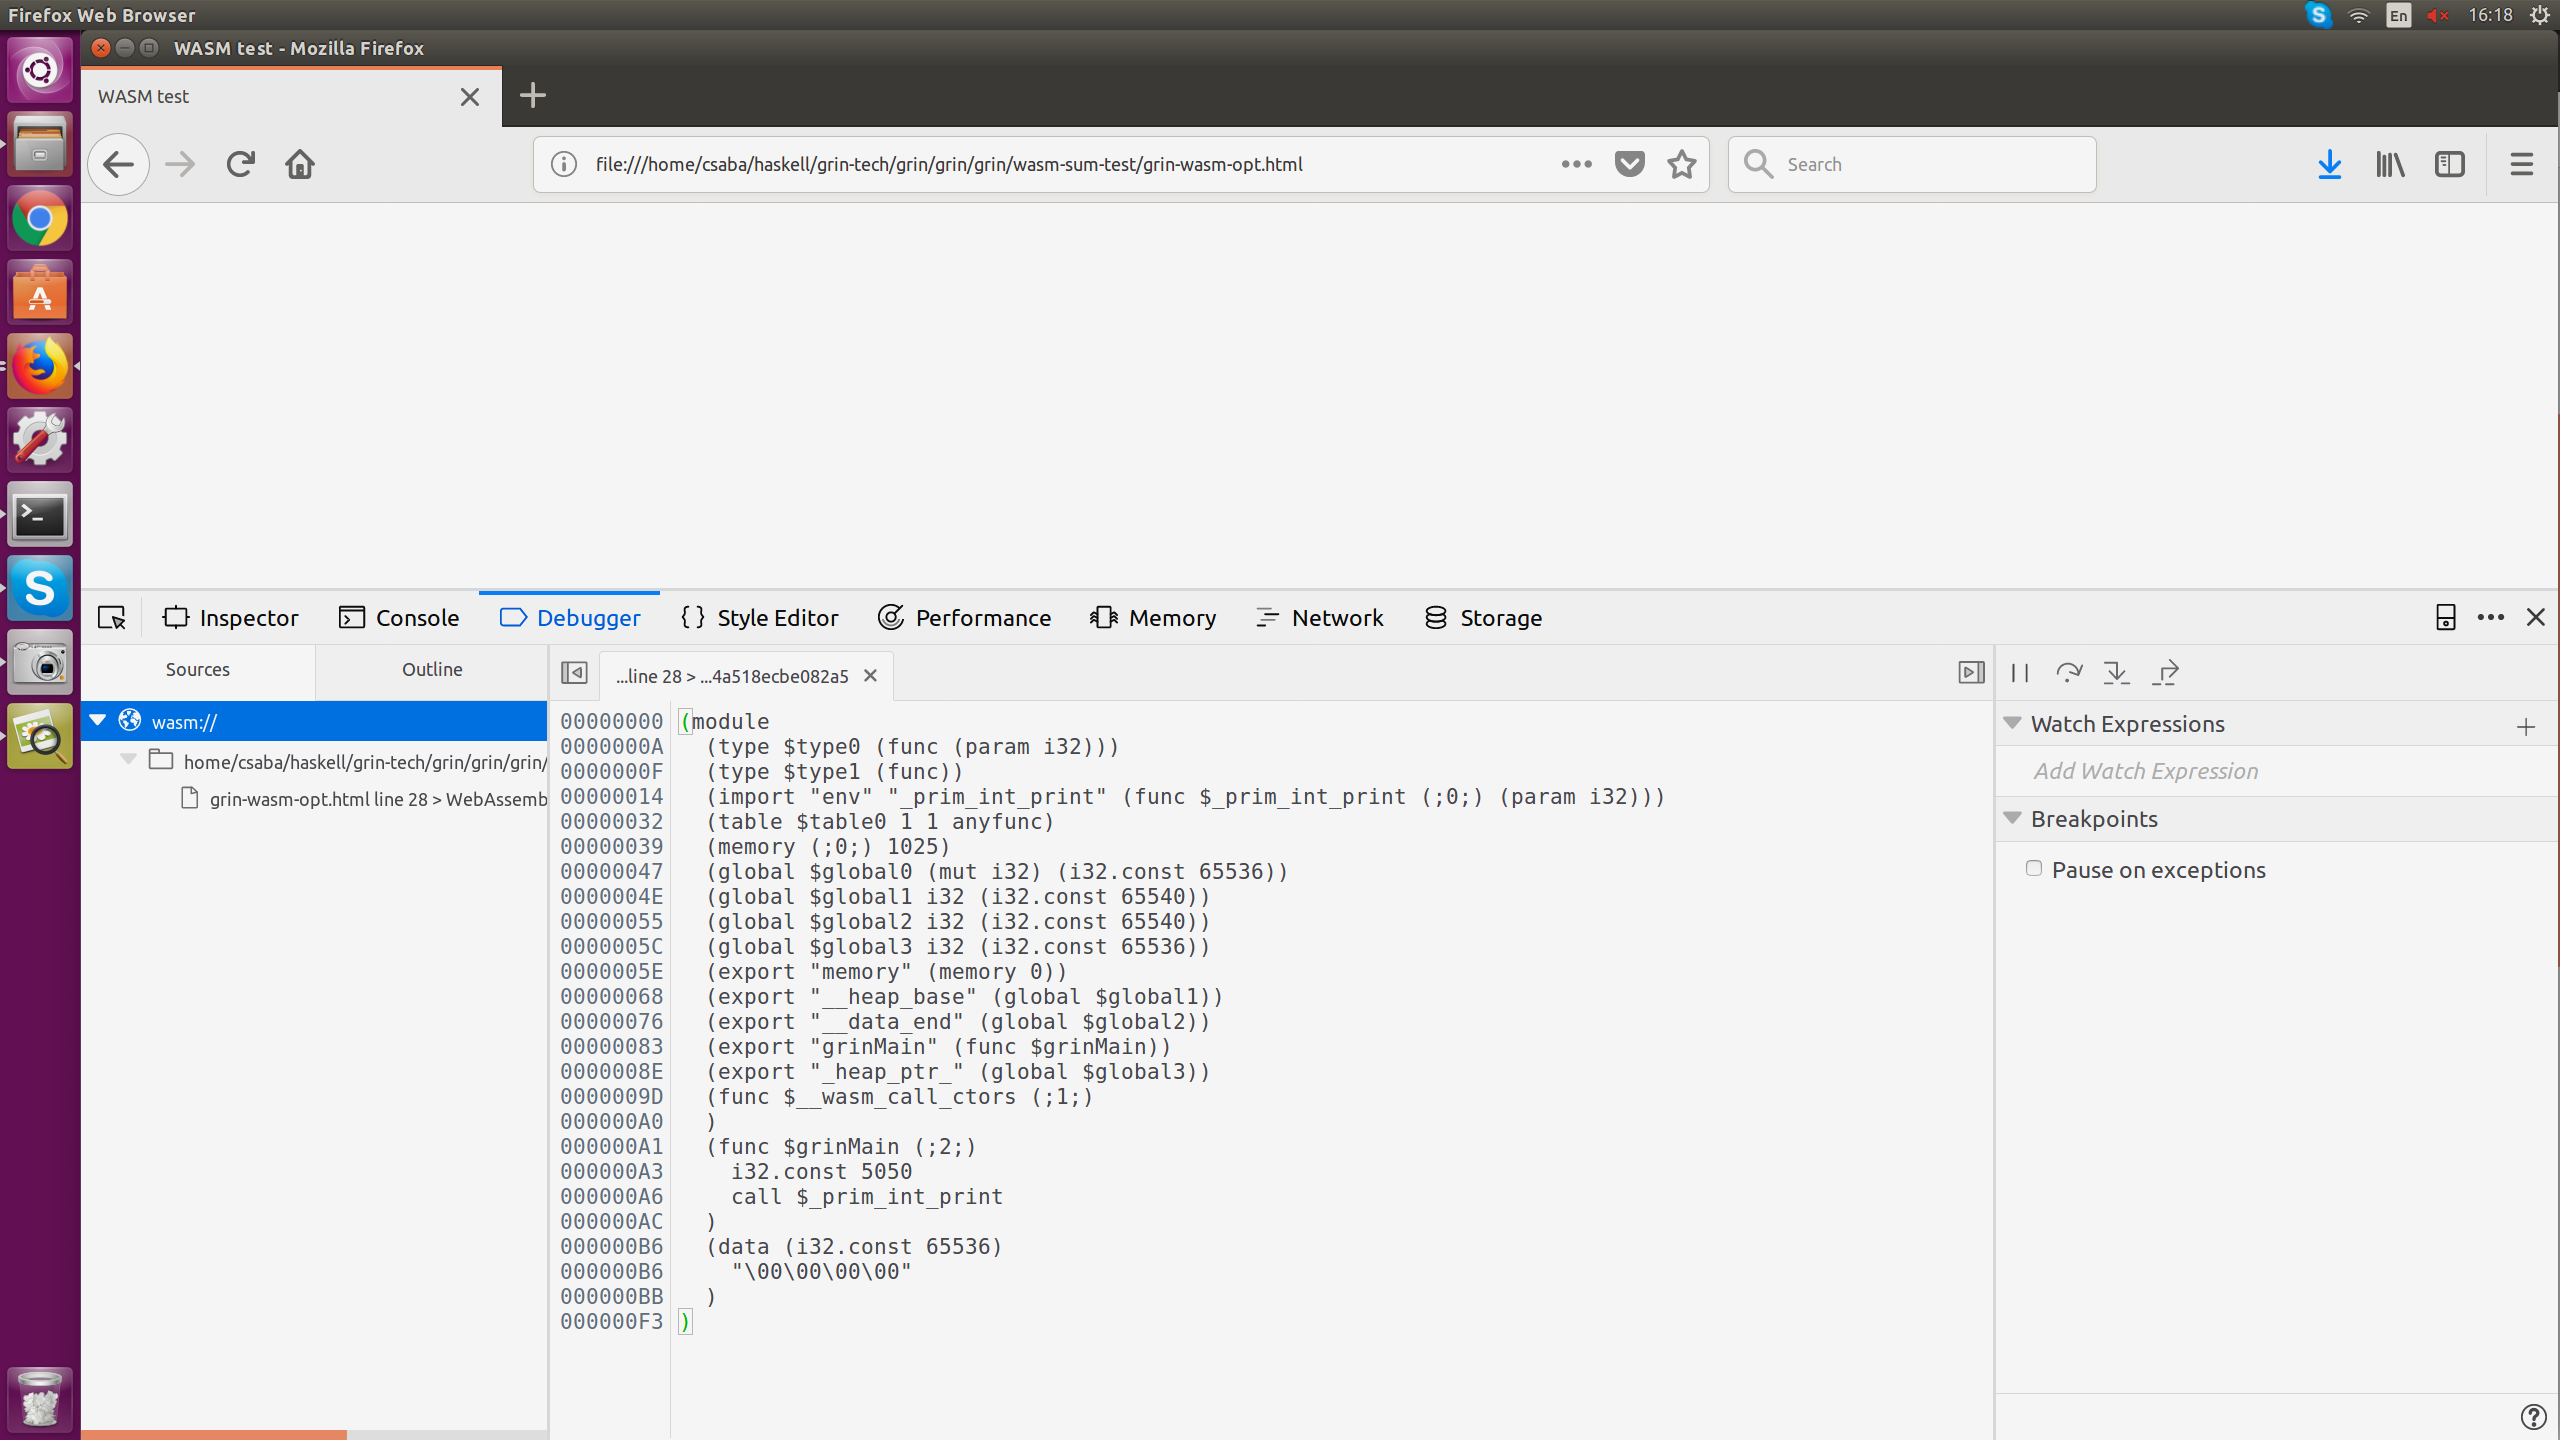 Firefox Web Browser
En
16:18
WASM test - Mozilla Firefox
WASM test
file:///home/csaba/haskell/grin-tech/grin/grin/grin/wasm-sum-test/grin-wasm-opt.html
Search
Inspector
Console
Debugger
Style Editor
Performance
Memory
Network
Storage
Sources
Outline
wasm://
home/csaba/haskell/grin-tech/grin/grin/grin/
grin-wasm-opt.html line 28 > WebAssemb
...line 28 > ...4a518ecbe082a5
00000000 (module
0000000A (type $type0 (func (param i32)))
0000000F (type $type1 (func))
00000014 (import "env" "_prim_int_print" (func $_prim_int_print (;0;) (param i32)))
00000032 (table $table0 1 1 anyfunc)
00000039 (memory (;0;) 1025)
00000047 (global $global0 (mut i32) (i32.const 65536))
0000004E (global $global1 i32 (i32.const 65540))
00000055 (global $global2 i32 (i32.const 65540))
0000005C (global $global3 i32 (i32.const 65536))
0000005E (export "memory" (memory 0))
00000068 (export "__heap_base" (global $global1))
00000076 (export "__data_end" (global $global2))
00000083 (export "grinMain" (func $grinMain))
0000008E (export "_heap_ptr_" (global $global3))
0000009D (func $__wasm_call_ctors (;1;)
000000A0 )
000000A1 (func $grinMain (;2;)
000000A3 i32.const 5050
000000A6 call $_prim_int_print
000000AC )
000000B6 (data (i32.const 65536)
000000B6 "\00\00\00\00"
000000BB )
000000F3 )
Watch Expressions
Add Watch Expression
Breakpoints
Pause on exceptions